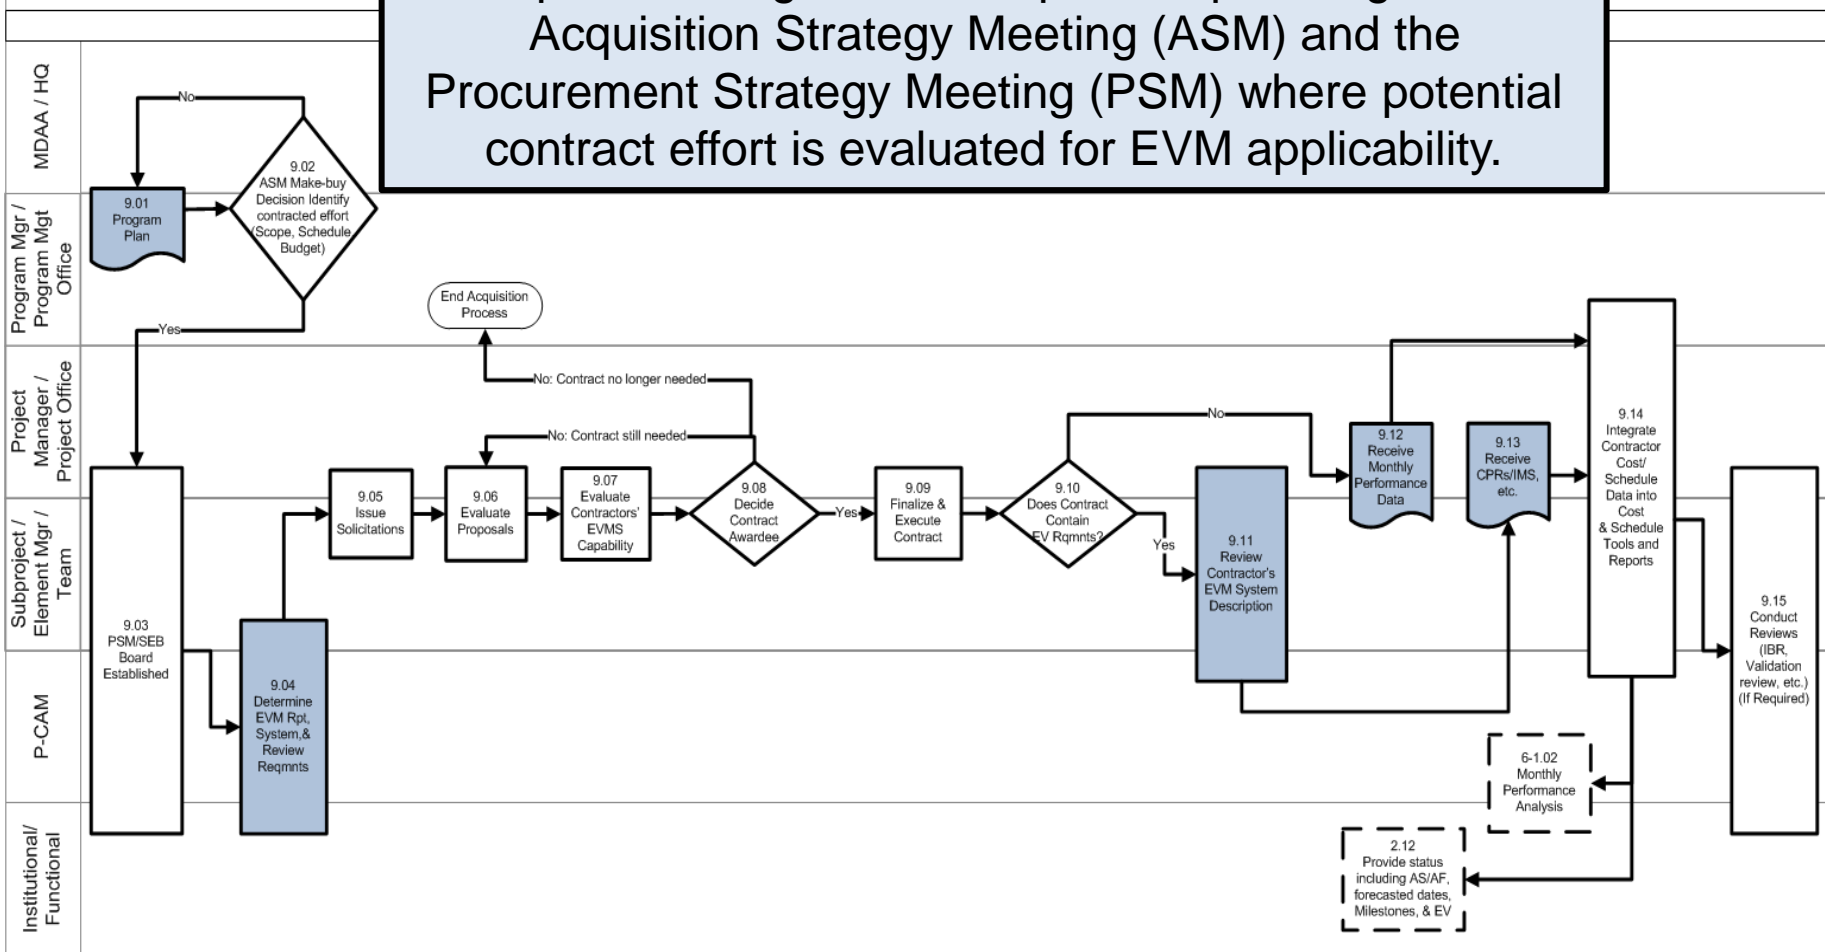 Acquisition Strategy Meeting (ASM) and the
Procurement Strategy Meeting (PSM) where potential
contract effort is evaluated for EVM applicability.
MDAA / HQ
Program Mgr /
Program Mgt
Office
Project
Manager /
Project Office
Subproject /
Element Mgr /
Team
P-CAM
Institutional/
Functional
No
9.01
Program
Plan
9.02
ASM Make-buy
Decision Identify
contracted effort
(Scope, Schedule
Budget)
Yes
End Acquisition
Process
No: Contract no longer needed
No: Contract still needed
9.03
PSM/SEB
Board
Established
9.04
Determine
EVM Rpt,
System,&
Review
Reqmnts
9.05
Issue
Solicitations
9.06
Evaluate
Proposals
9.07
Evaluate
Contractors'
EVMS
Capability
9.08
Decide
Contract
Awardee
Yes
9.09
Finalize &
Execute
Contract
9.10
Does Contract
Contain
EV Rqmnts?
No
Yes
9.11
Review
Contractor's
EVM System
Description
9.12
Receive
Monthly
Performance
Data
9.13
Receive
CPRs/IMS,
etc.
9.14
Integrate
Contractor
Cost/
Schedule
Data into
Cost
& Schedule
Tools and
Reports
9.15
Conduct
Reviews
(IBR,
Validation
review, etc.)
(If Required)
6-1.02
Monthly
Performance
Analysis
2.12
Provide status
including AS/AF,
forecasted dates,
Milestones, & EV